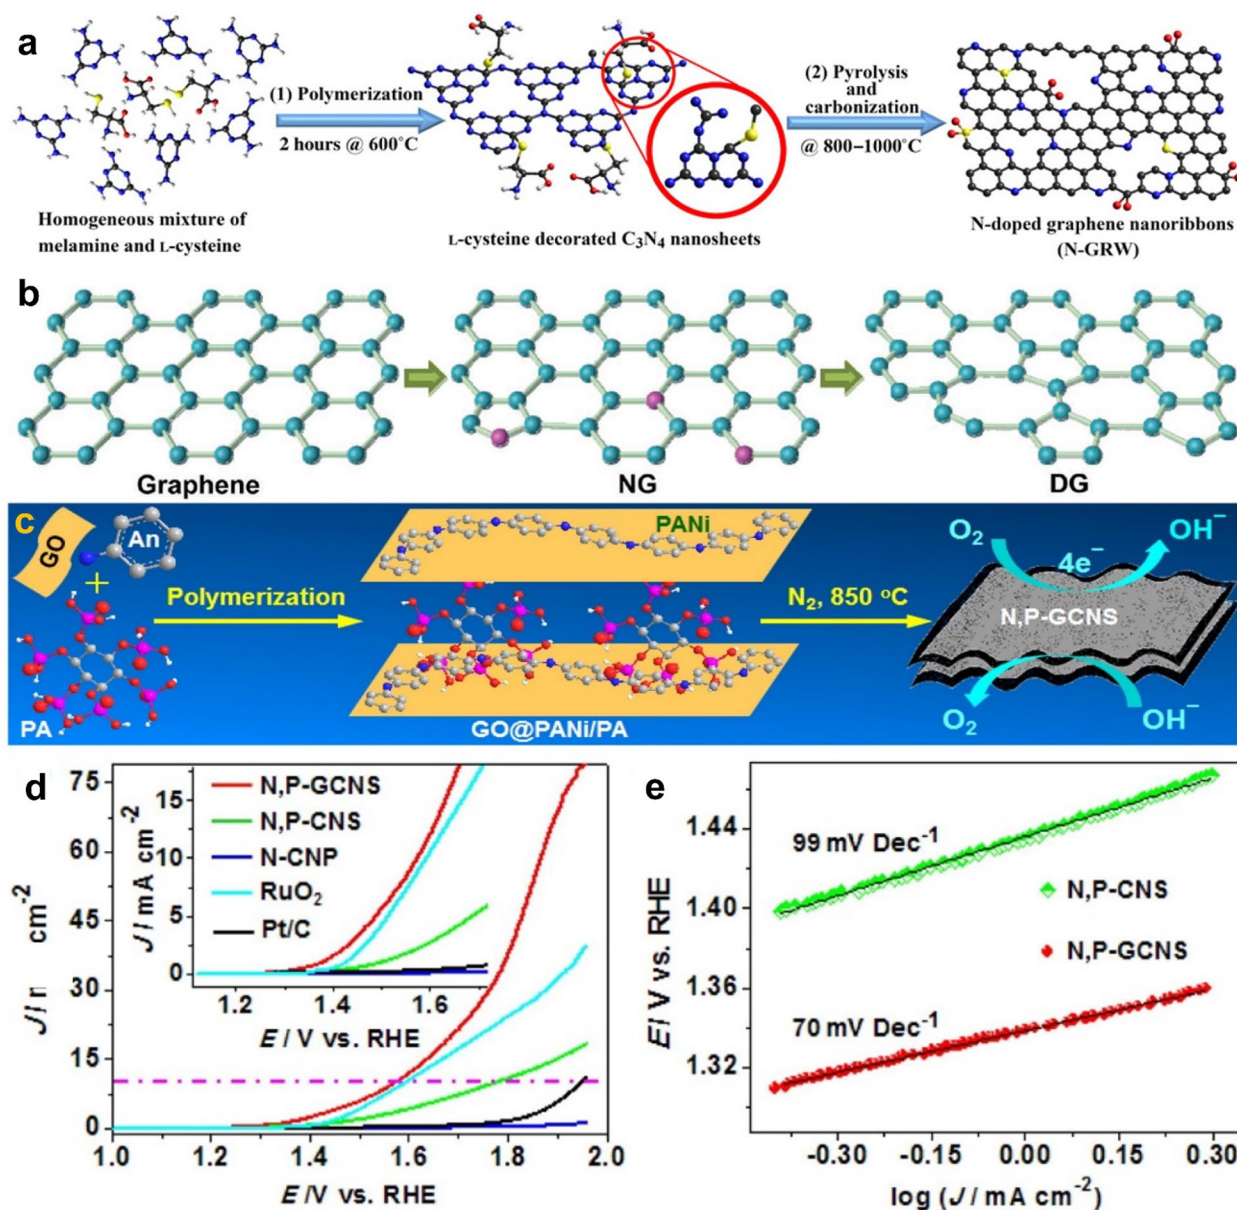 a
(1) Polymerization
2 hours @ 600°C
(2) Pyrolysis
and
carbonization
@ 800–1000°C
Homogeneous mixture of
melamine and L-cysteine
L-cysteine decorated C₃N₄ nanosheets
N-doped graphene nanoribbons
(N-GRW)
b
Graphene
NG
DG
c
GO
An
+
PA
Polymerization
PANi
GO@PANi/PA
N₂, 850 °C
O₂
4e⁻
OH⁻
N,P-GCNS
O₂
OH⁻
d
75
60
45
30
15
0
cm⁻²
1.0
1.2
1.4
1.6
1.8
2.0
E /V vs. RHE
15
10
5
0
J / mA cm⁻²
1.2
1.4
1.6
E / V vs. RHE
N,P-GCNS
N,P-CNS
N-CNP
RuO₂
Pt/C
e
1.44
1.40
1.36
1.32
E / V vs. RHE
99 mV Dec⁻¹
70 mV Dec⁻¹
N,P-CNS
N,P-GCNS
-0.30
-0.15
0.00
0.15
0.30
log (J / mA cm⁻²)